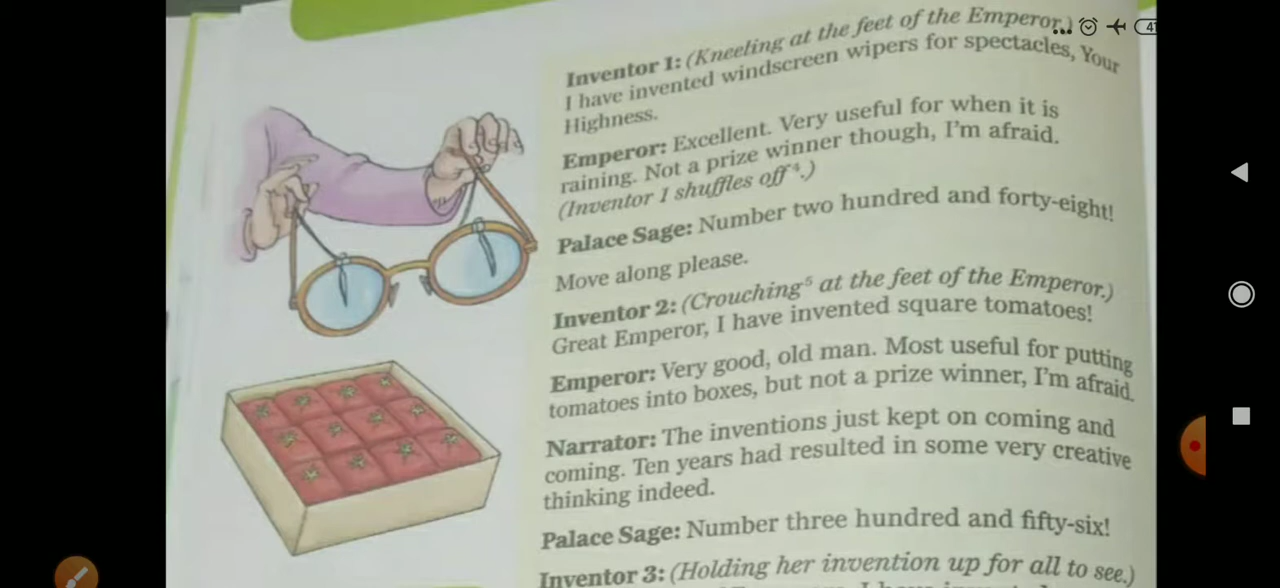 41
Inventor 1: (Kneeling at the feet of the Emperor.)
I have invented windscreen wipers for spectacles, Your
Highness.
Emperor: Excellent. Very useful for when it is
raining. Not a prize winner though, I'm afraid.
(Inventor 1 shuffles off⁴.)
Palace Sage: Number two hundred and forty-eight!
Move along please.
Inventor 2: (Crouching⁵ at the feet of the Emperor.)
Great Emperor, I have invented square tomatoes!
Emperor: Very good, old man. Most useful for putting
tomatoes into boxes, but not a prize winner, I'm afraid.
Narrator: The inventions just kept on coming and
coming. Ten years had resulted in some very creative
thinking indeed.
Palace Sage: Number three hundred and fifty-six!
Inventor 3: (Holding her invention up for all to see.)